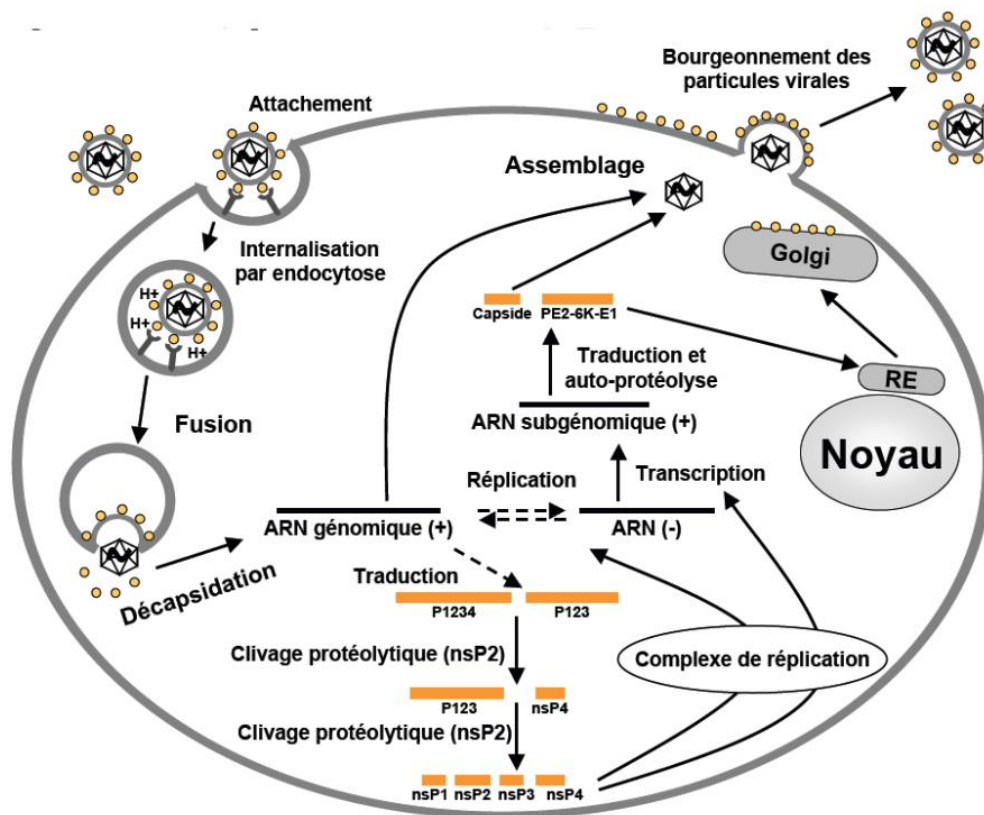 Bourgeonnement des
particules virales
Attachement
Assemblage
Internalisation
par endocytose
Golgi
H+
H+
H+
Capside
PE2-6K-E1
Traduction et
auto-protéolyse
RE
Fusion
ARN subgénomique (+)
Noyau
Réplication
Transcription
ARN génomique (+)
ARN (-)
Décapsidation
Traduction
P1234
P123
Clivage protéolytique (nsP2)
Complexe de réplication
P123
nsP4
Clivage protéolytique (nsP2)
nsP1
nsP2
nsP3
nsP4